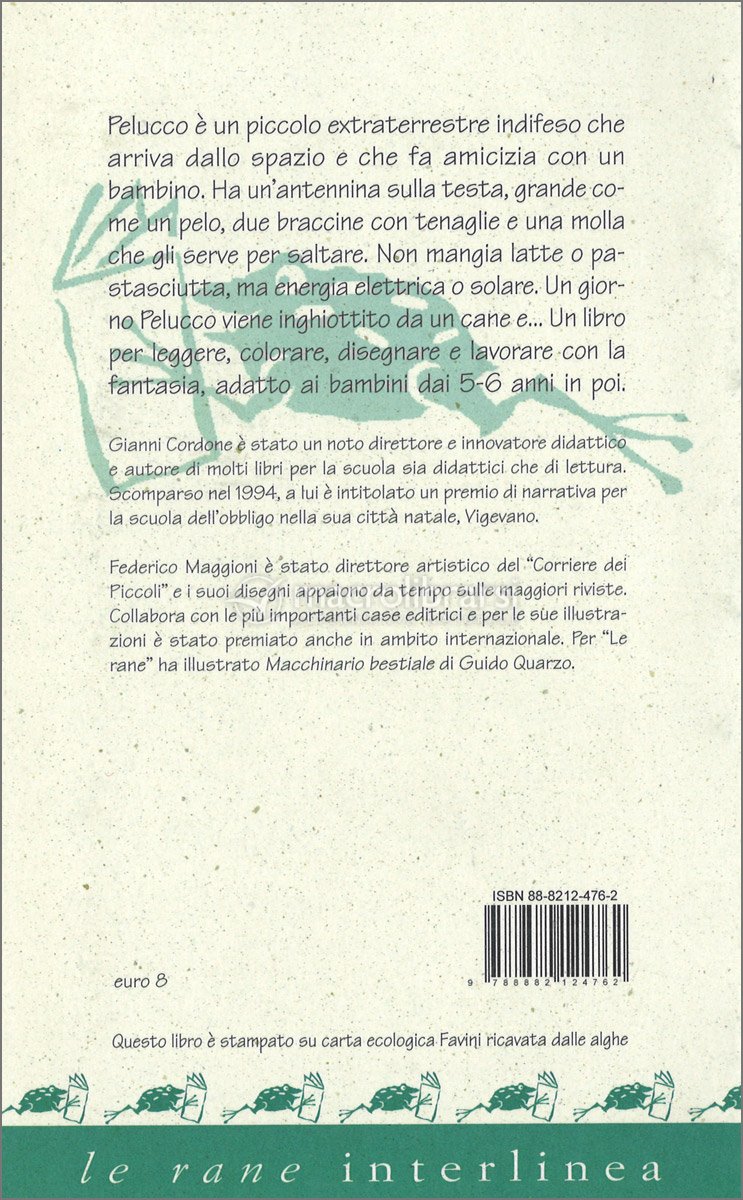 Pelucco è un piccolo extraterrestre indifeso che
arriva dallo spazio e che fa amicizia con un
bambino. Ha un'antennina sulla testa, grande co-
me un pelo, due braccine con tenaglie e una molla
che gli serve per saltare. Non mangia latte o pa-
stasciutta, ma energia elettrica o solare. Un gior-
no Pelucco viene inghiottito da un cane e... Un libro
per leggere, colorare, disegnare e lavorare con la
fantasia, adatto ai bambini dai 5-6 anni in poi.
Gianni Cordone è stato un noto direttore e innovatore didattico
e autore di molti libri per la scuola sia didattici che di lettura.
Scomparso nel 1994, a lui è intitolato un premio di narrativa per
la scuola dell'obbligo nella sua città natale, Vigevano.
Federico Maggioni è stato direttore artistico del "Corriere dei
Piccoli" e i suoi disegni appaiono da tempo sulle maggiori riviste.
Collabora con le più importanti case editrici e per le sue illustra-
zioni è stato premiato anche in ambito internazionale. Per "Le
rane" ha illustrato Macchinario bestiale di Guido Quarzo.
macrolibrarsi
ISBN 88-8212-476-2
9 788882 124762
euro 8
Questo libro è stampato su carta ecologica Favini ricavata dalle alghe
le rane interlinea